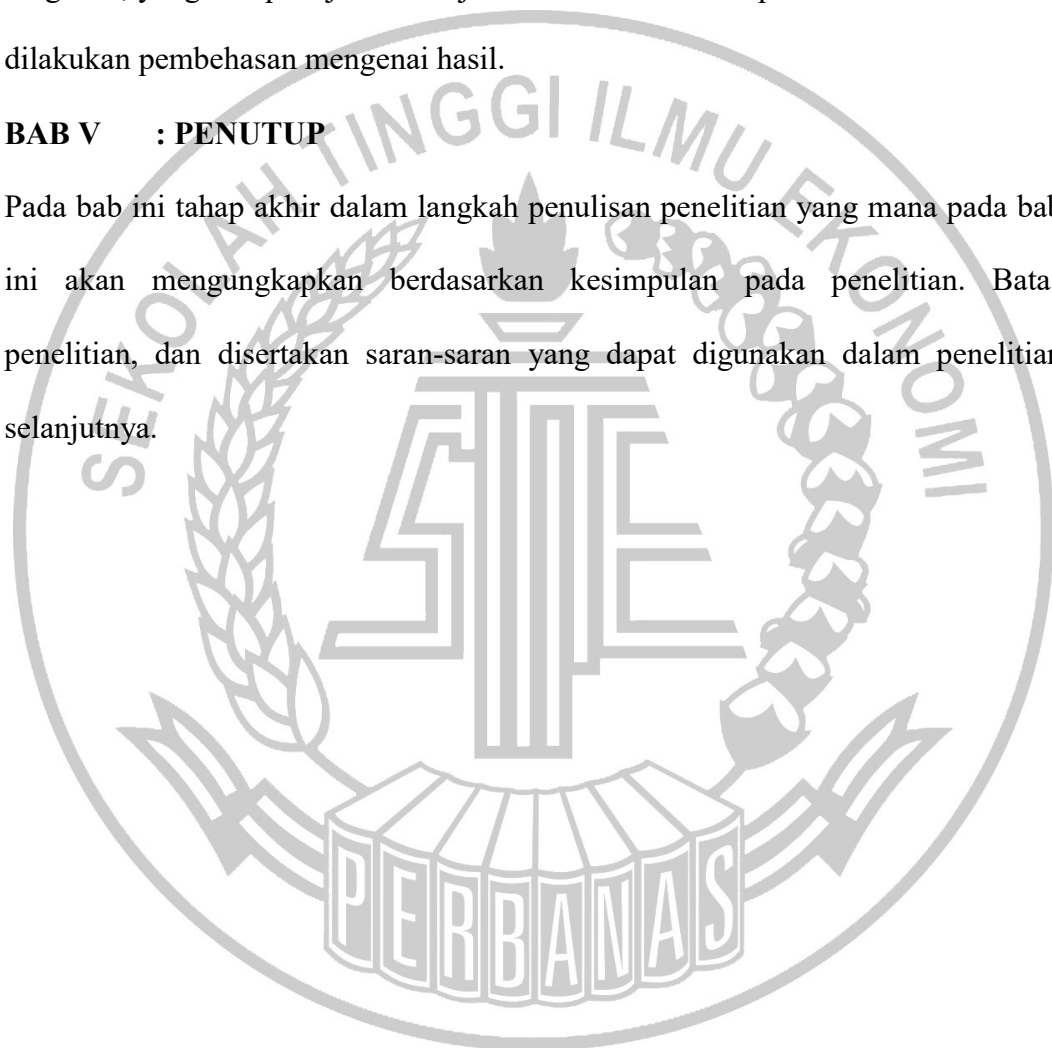 dilakukan pembehasan mengenai hasil.
BAB V : PENUTUP
Pada bab ini tahap akhir dalam langkah penulisan penelitian yang mana pada bab
ini akan mengungkapkan berdasarkan kesimpulan pada penelitian. Bata
penelitian, dan disertakan saran-saran yang dapat digunakan dalam penelitian
selanjutnya.
SEKOLAH TINGGI ILMU EKONOMI
STIE
PERBANAS